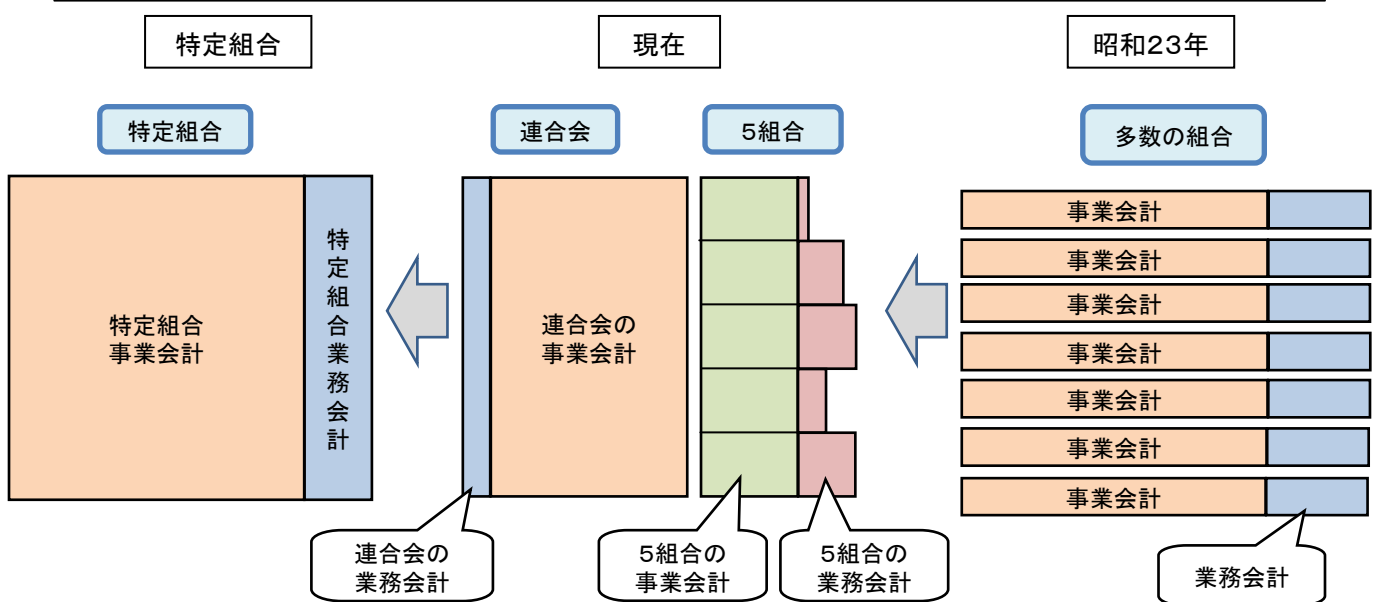 特定組合
現在
昭和23年
特定組合
連合会
5組合
多数の組合
特定組合
事業会計
特定組合業務会計
連合会の
事業会計
事業会計
事業会計
事業会計
事業会計
事業会計
事業会計
事業会計
連合会の
業務会計
5組合の
事業会計
5組合の
業務会計
業務会計